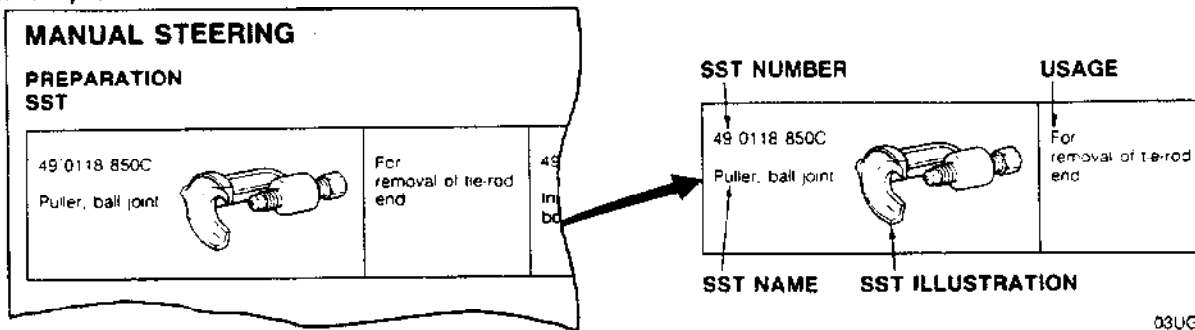 MANUAL STEERING
PREPARATION
SST
49 0118 850C
Puller, ball joint
For
removal of tie-rod
end
49
SST NUMBER
USAGE
49 0118 850C
Puller, ball joint
For
removal of tie-rod
end
SST NAME
SST ILLUSTRATION
03UG